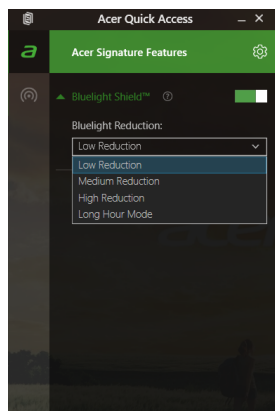 Acer Quick Access
a
Acer Signature Features
Bluelight Shield™ ?
Bluelight Reduction:
Low Reduction
Low Reduction
Medium Reduction
High Reduction
Long Hour Mode
acer